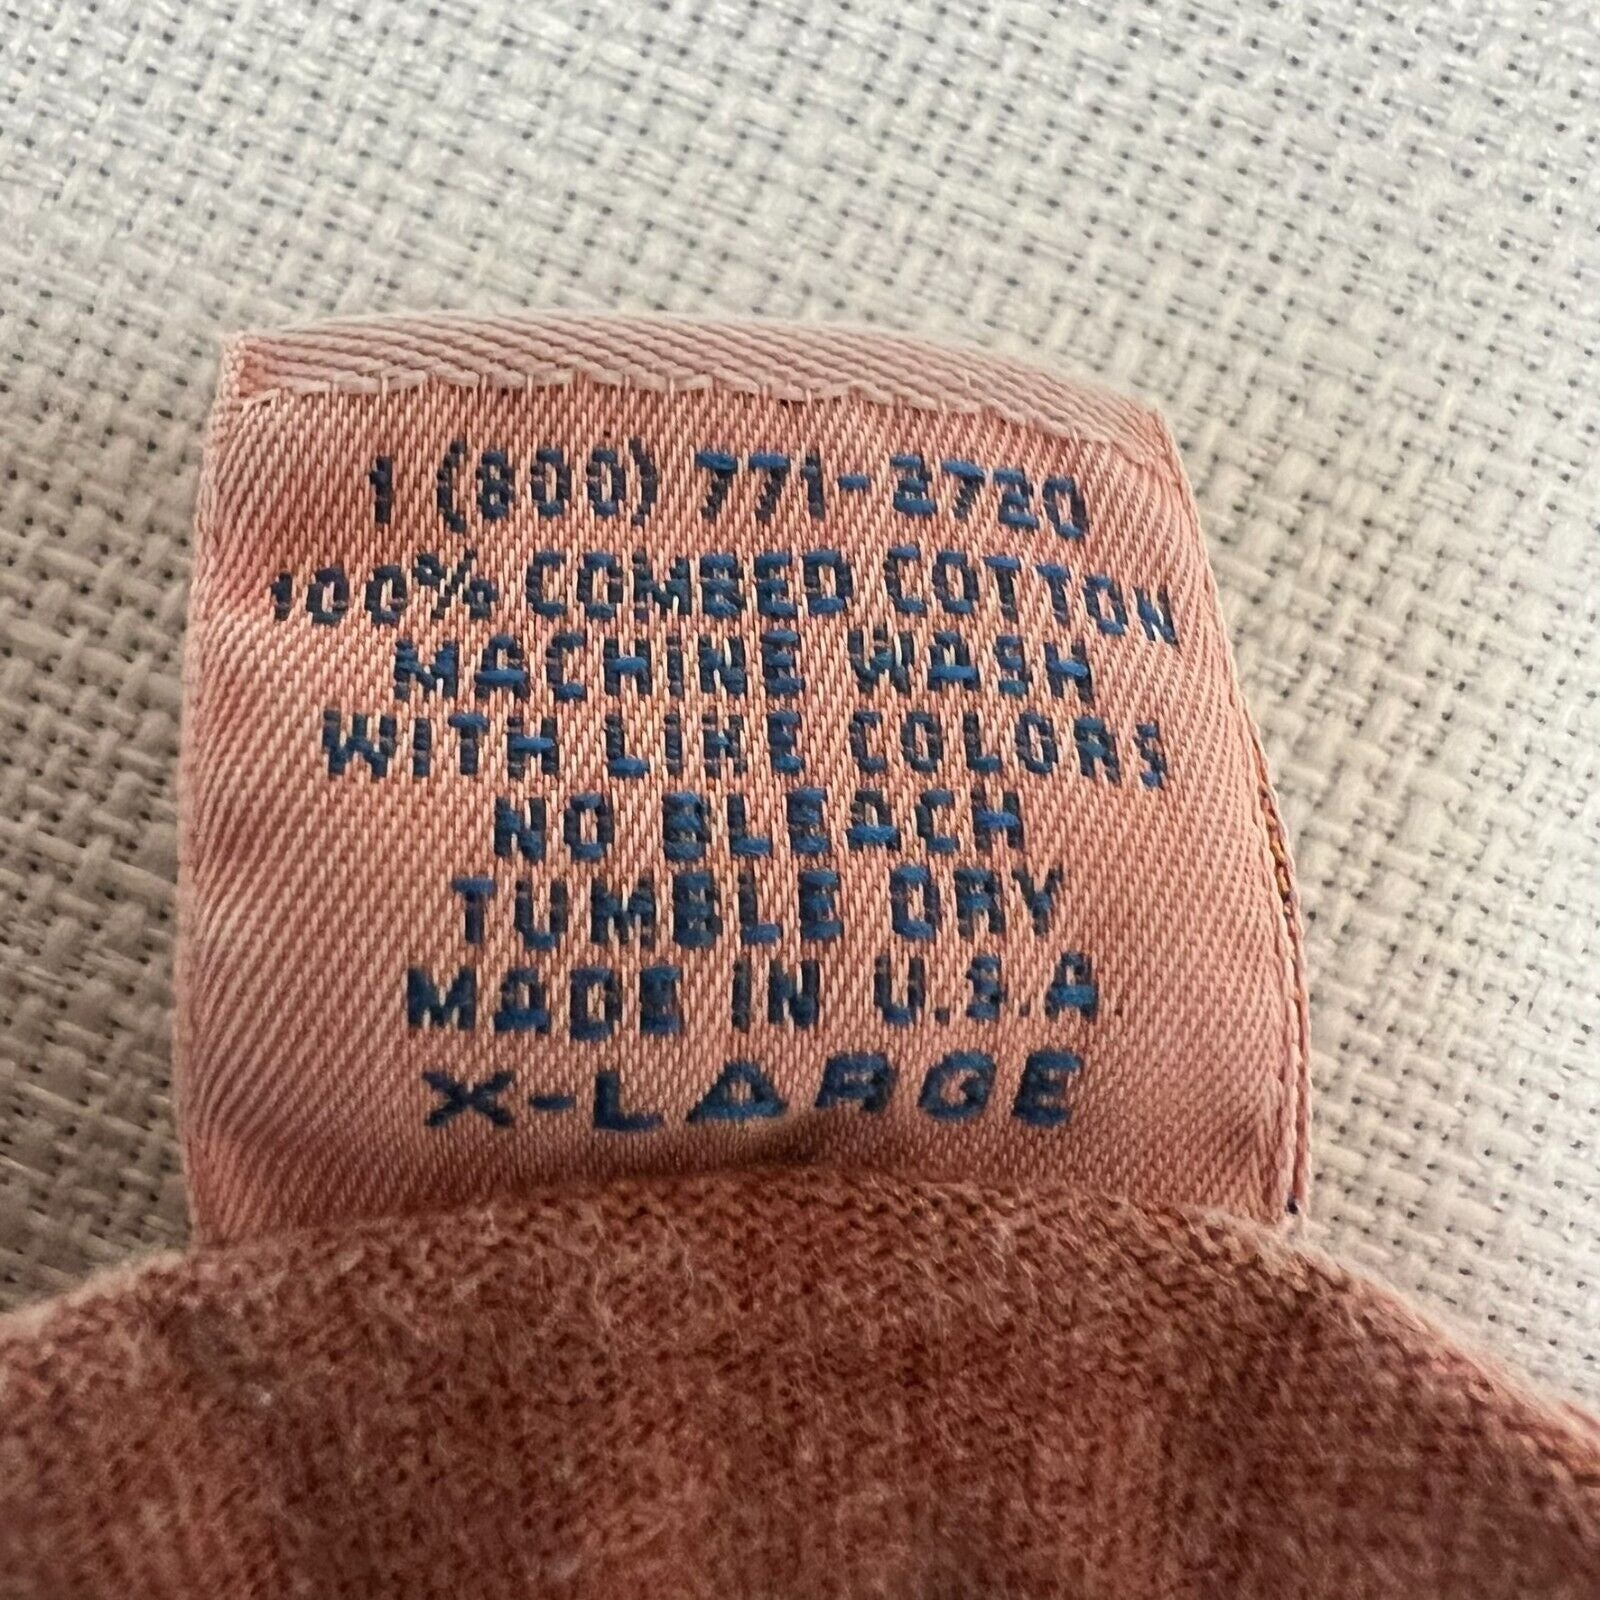 1 (800) 771-2720
100% COMBED COTTON
MACHINE WASH
WITH LIKE COLORS
NO BLEACH
TUMBLE DRY
MADE IN U.S.A
X-LARGE